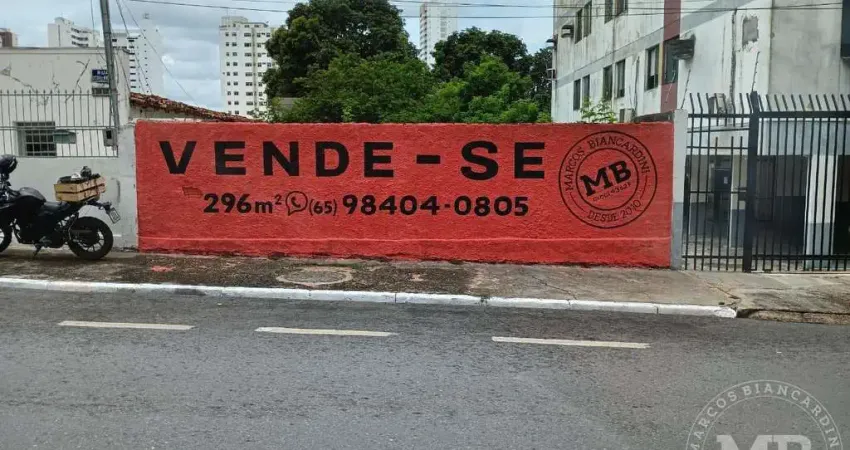 VENDE-SE
296m² (65) 98404-0805
MARCOS BIANCARDINI
MB
DESDE 2010
MARCOS BIANCARDINI
MB